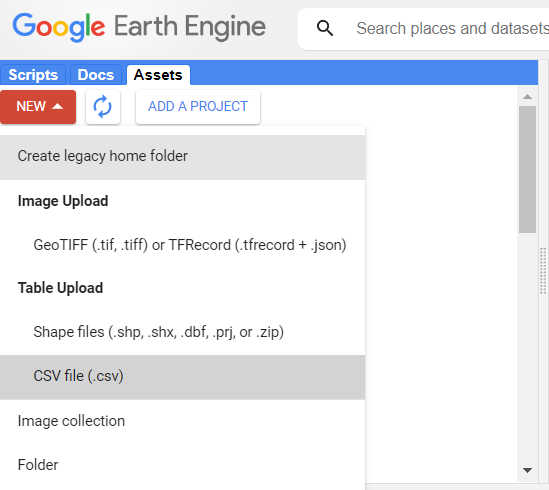 Google Earth Engine
Search places and datasets
Scripts Docs Assets
NEW ADD A PROJECT
Create legacy home folder
Image Upload
GeoTIFF (.tif, .tiff) or TFRecord (.tfrecord + .json)
Table Upload
Shape files (.shp, .shx, .dbf, .prj, or .zip)
CSV file (.csv)
Image collection
Folder